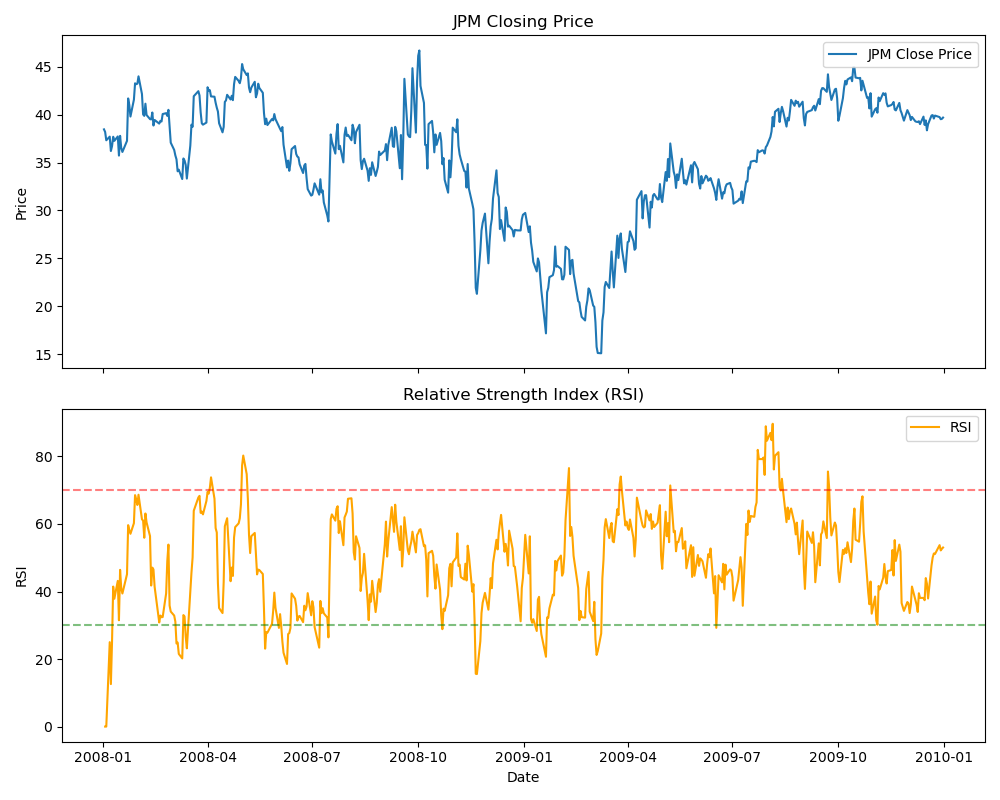 JPM Closing Price
JPM Close Price
Price
45
40
35
30
25
20
15
Relative Strength Index (RSI)
RSI
RSI
80
60
40
20
0
2008-01 2008-04 2008-07 2008-10 2009-01 2009-04 2009-07 2009-10 2010-01
Date